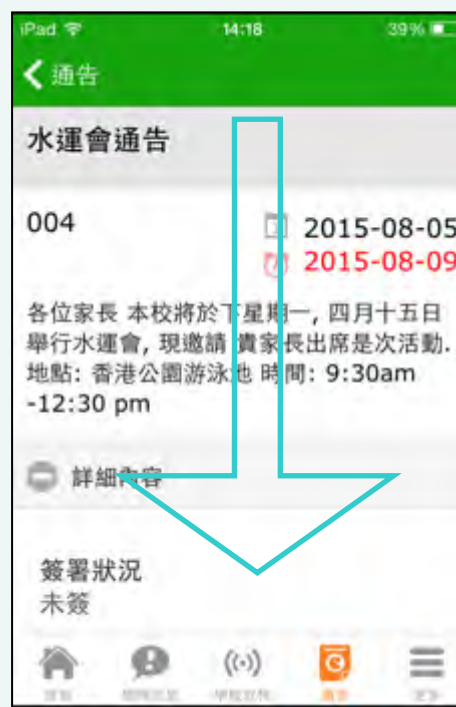 iPad 14:18 39%
通告
水運會通告
004 2015-08-05
2015-08-09
各位家長 本校將於下星期一, 四月十五日
舉行水運會, 現邀請 貴家長出席是次活動.
地點: 香港公園游泳池 時間: 9:30am
-12:30 pm
詳細內容
簽署狀況
未簽